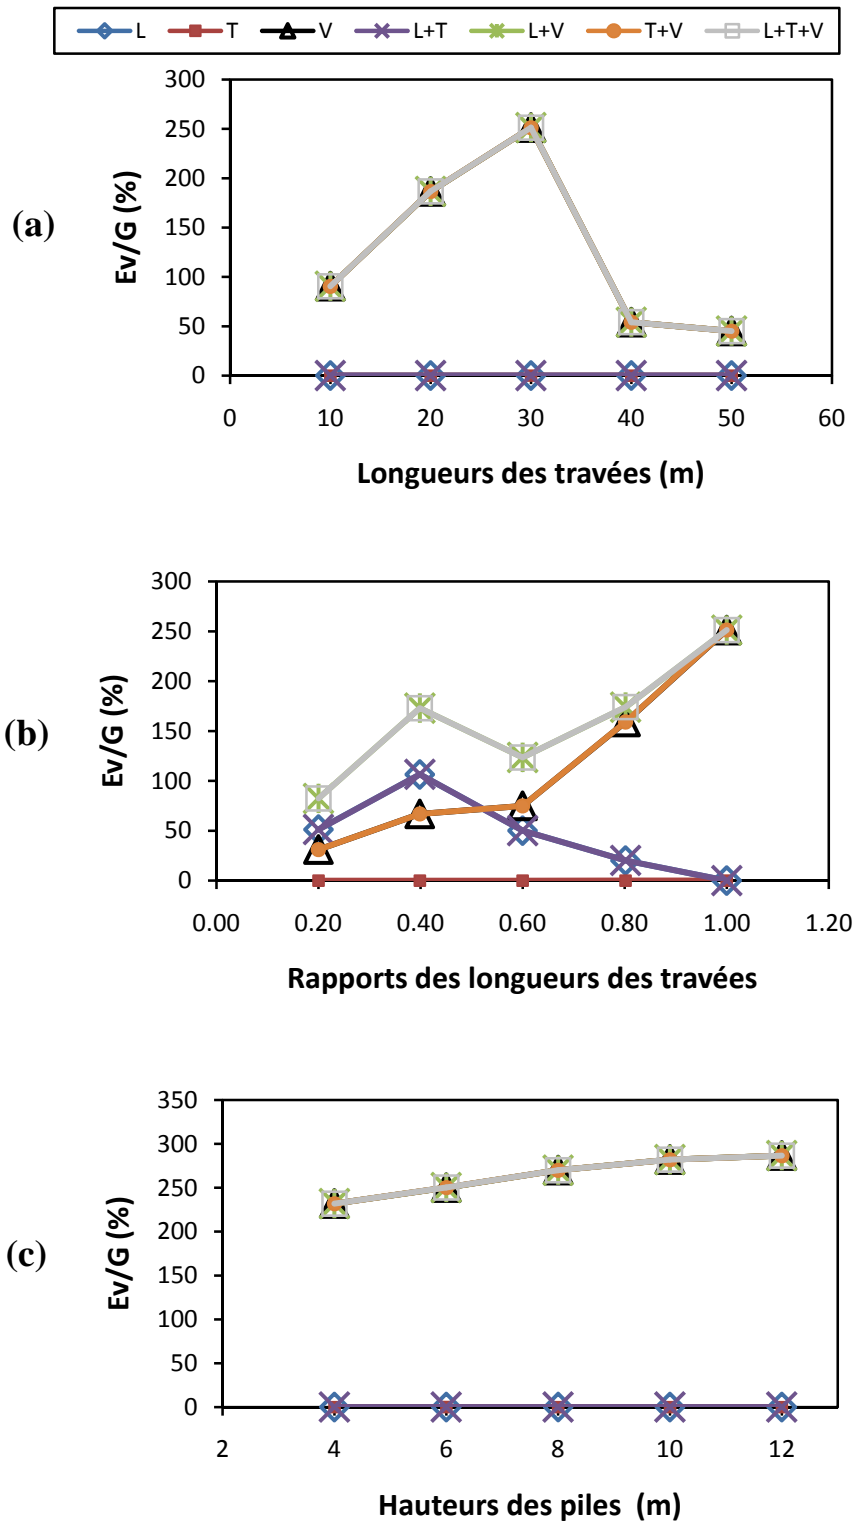 L T V L+T L+V T+V L+T+V
(a)
Ev/G (%)
300
250
200
150
100
50
0
0 10 20 30 40 50 60
Longueurs des travées (m)
(b)
Ev/G (%)
300
250
200
150
100
50
0
0.00 0.20 0.40 0.60 0.80 1.00 1.20
Rapports des longueurs des travées
(c)
Ev/G (%)
350
300
250
200
150
100
50
0
2 4 6 8 10 12
Hauteurs des piles (m)